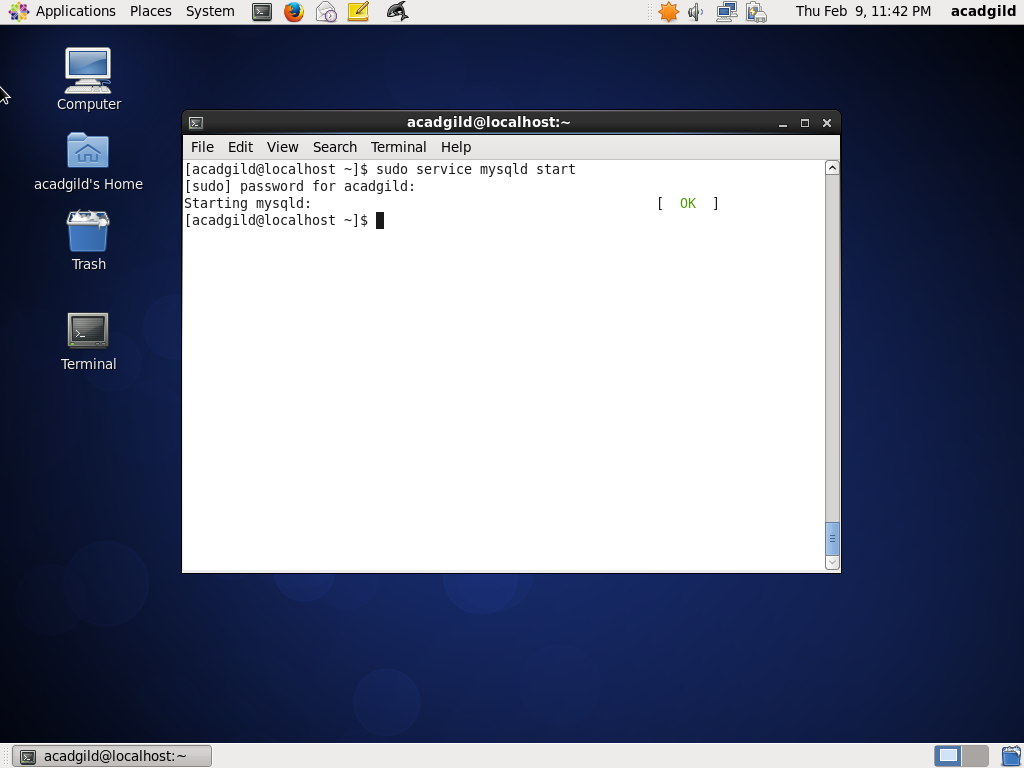 Applications Places System Thu Feb 9, 11:42 PM acadgild
Computer
acadgild's Home
Trash
Terminal
acadgild@localhost:~
File Edit View Search Terminal Help
[acadgild@localhost ~]$ sudo service mysqld start
[sudo] password for acadgild:
Starting mysqld: [ OK ]
[acadgild@localhost ~]$
acadgild@localhost:~